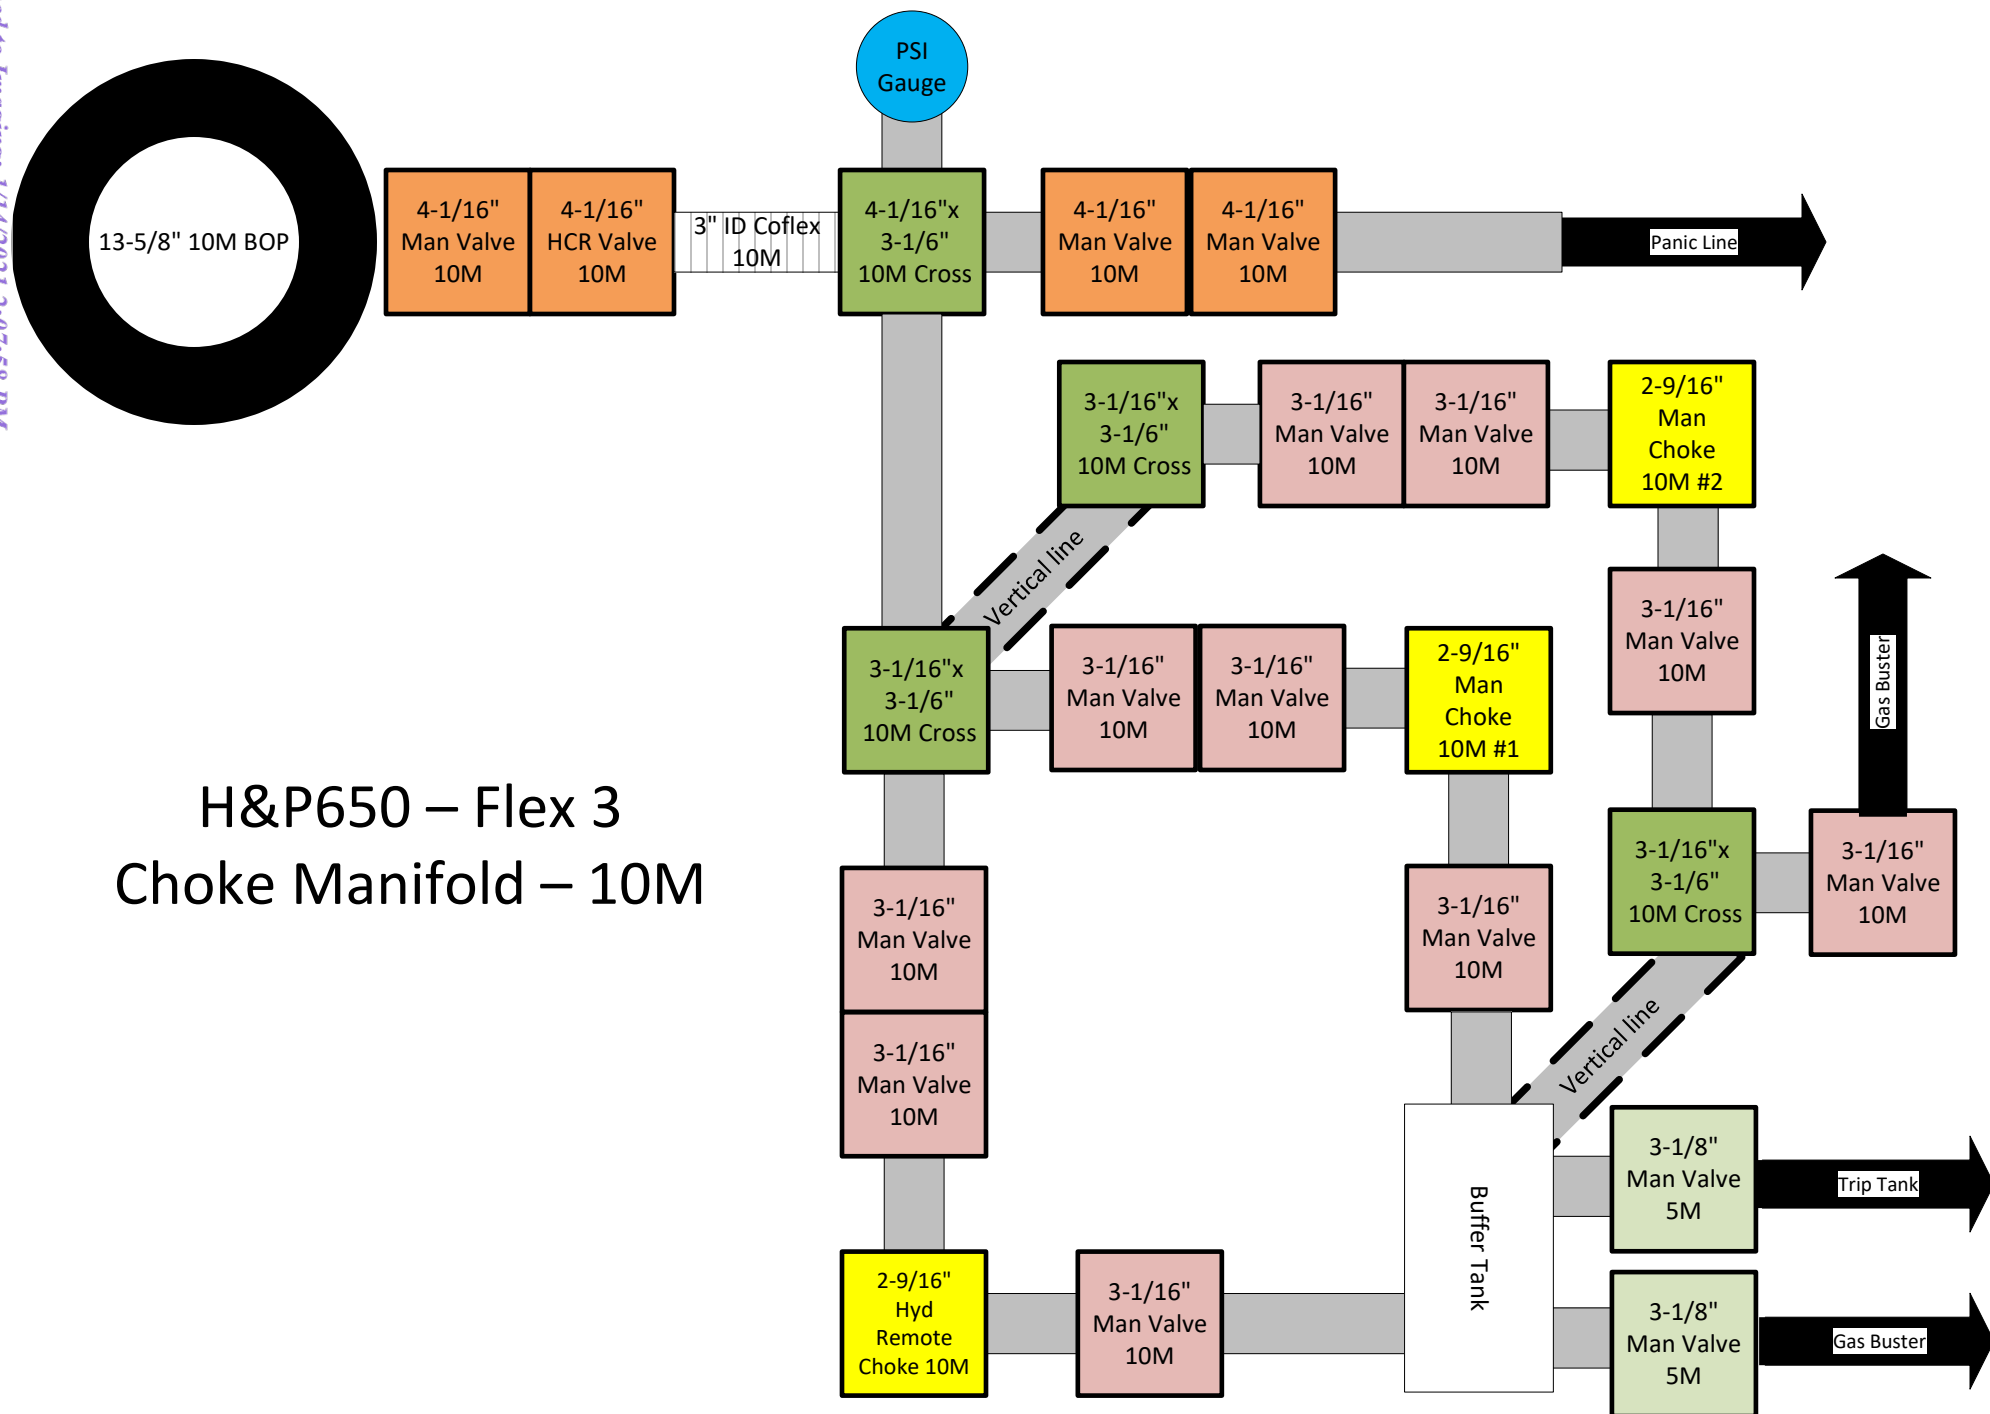 PSI
Gauge
13-5/8" 10M BOP
4-1/16"
Man Valve
10M
4-1/16"
HCR Valve
10M
3" ID Coflex
10M
4-1/16"x
3-1/6"
10M Cross
4-1/16"
Man Valve
10M
4-1/16"
Man Valve
10M
Panic Line
3-1/16"x
3-1/6"
10M Cross
3-1/16"
Man Valve
10M
3-1/16"
Man Valve
10M
2-9/16"
Man
Choke
10M #2
Vertical line
3-1/16"
Man Valve
10M
Gas Buster
3-1/16"x
3-1/6"
10M Cross
3-1/16"
Man Valve
10M
3-1/16"
Man Valve
10M
2-9/16"
Man
Choke
10M #1
H&P650 – Flex 3
Choke Manifold – 10M
3-1/16"
Man Valve
10M
3-1/16"
Man Valve
10M
3-1/16"x
3-1/6"
10M Cross
3-1/16"
Man Valve
10M
Vertical line
3-1/16"
Man Valve
10M
Buffer Tank
3-1/8"
Man Valve
5M
Trip Tank
2-9/16"
Hyd
Remote
Choke 10M
3-1/16"
Man Valve
10M
3-1/8"
Man Valve
5M
Gas Buster